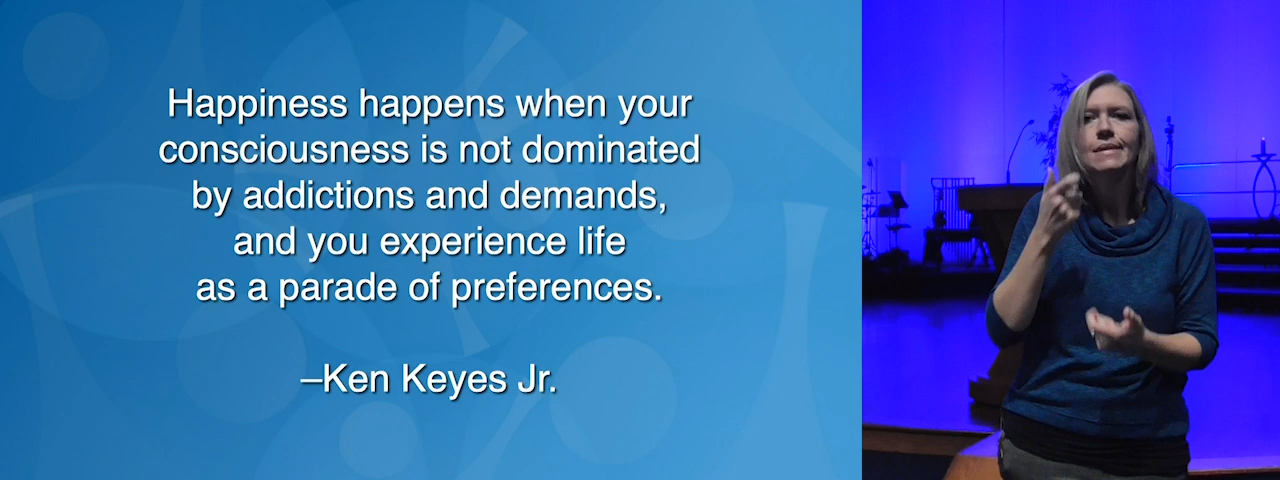 Happiness happens when your
consciousness is not dominated
by addictions and demands,
and you experience life
as a parade of preferences.
–Ken Keyes Jr.